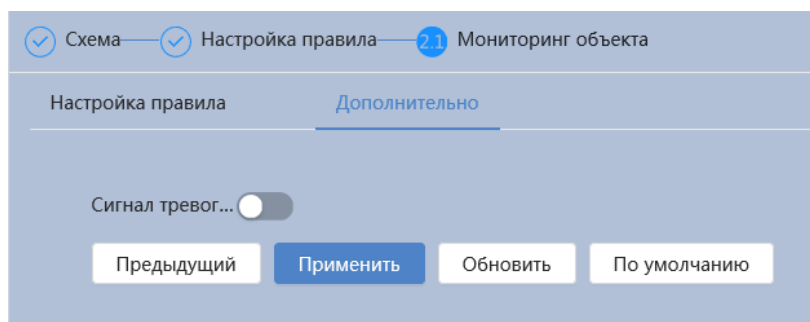 Схема Настройка правила 2.1 Мониторинг объекта
Настройка правила Дополнительно
Сигнал тревог...
Предыдущий Применить Обновить По умолчанию